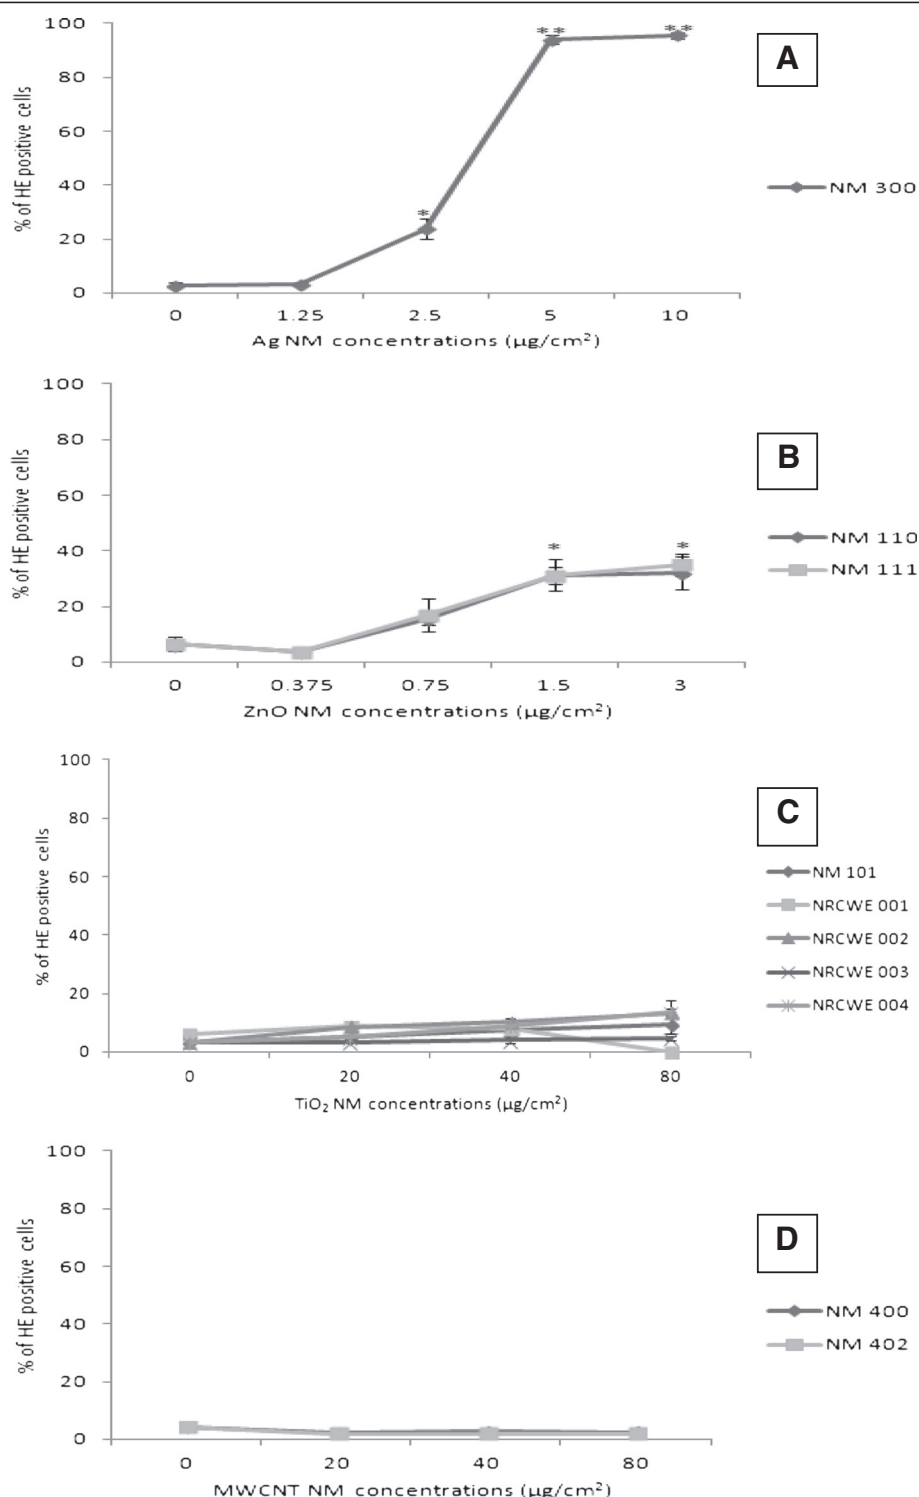 100
80
60
40
20
0
% of HE positive cells
* ** **
0 1.25 2.5 5 10
Ag NM concentrations (µg/cm²)
A
NM 300
100
80
60
40
20
0
% of HE positive cells
* *
0 0.375 0.75 1.5 3
ZnO NM concentrations (µg/cm²)
B
NM 110
NM 111
100
80
60
40
20
0
% of HE positive cells
0 20 40 80
TiO₂ NM concentrations (µg/cm²)
C
NM 101
NRCWE 001
NRCWE 002
NRCWE 003
NRCWE 004
100
80
60
40
20
0
% of HE positive cells
0 20 40 80
MWCNT NM concentrations (µg/cm²)
D
NM 400
NM 402